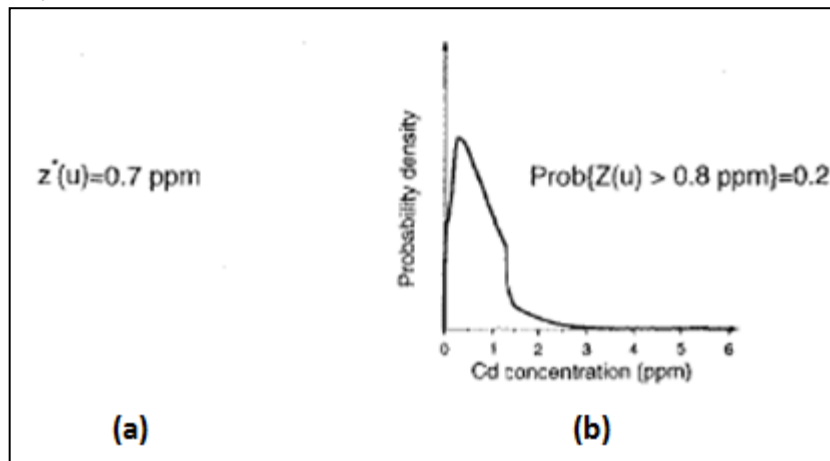 z*(u)=0.7 ppm
Probability density
Prob{Z(u) > 0.8 ppm}=0.2
0 1 2 3 4 5 6
Cd concentration (ppm)
(a)
(b)